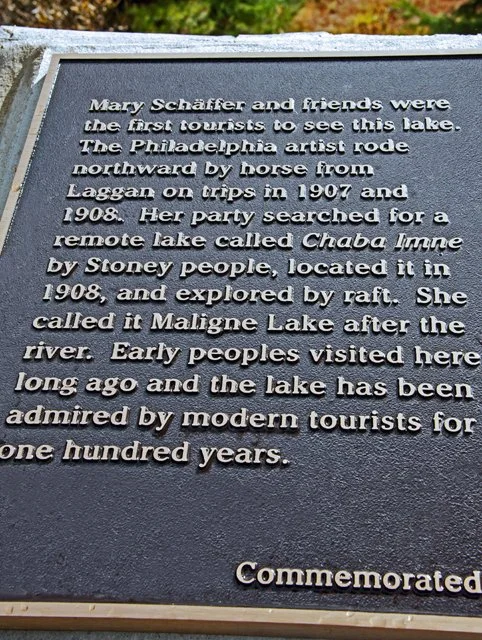 Mary Schäffer and friends were
the first tourists to see this lake.
The Philadelphia artist rode
northward by horse from
Laggan on trips in 1907 and
1908. Her party searched for a
remote lake called Chaba Imne
by Stoney people, located it in
1908, and explored by raft. She
called it Maligne Lake after the
river. Early peoples visited here
long ago and the lake has been
admired by modern tourists for
one hundred years.
Commemorated